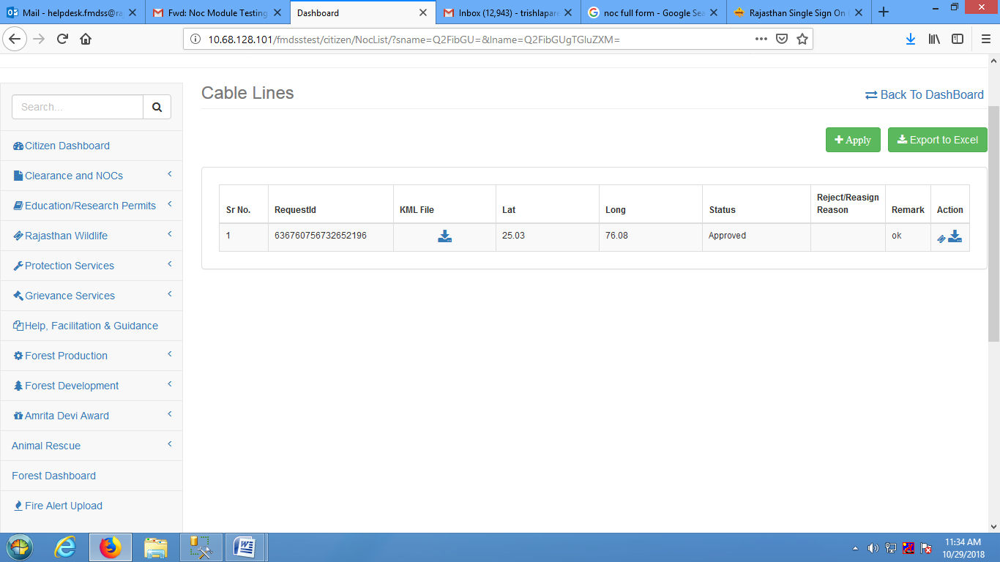 Mail - helpdesk.fmdss@ra
Fwd: Noc Module Testing
Dashboard
Inbox (12,943) - trishlapare
noc full form - Google Sea
Rajasthan Single Sign On
10.68.128.101/fmdsstest/citizen/NocList/?sname=Q2FibGU=&lname=Q2FibGUgTGluZXM=
Search...
Citizen Dashboard
Clearance and NOCs
Education/Research Permits
Rajasthan Wildlife
Protection Services
Grievance Services
Help, Facilitation & Guidance
Forest Production
Forest Development
Amrita Devi Award
Animal Rescue
Forest Dashboard
Fire Alert Upload
Cable Lines
Back To DashBoard
Apply
Export to Excel
Sr No. RequestId KML File Lat Long Status Reject/Reasign Reason Remark Action
1 636760756732652196 25.03 76.08 Approved ok
11:34 AM
10/29/2018